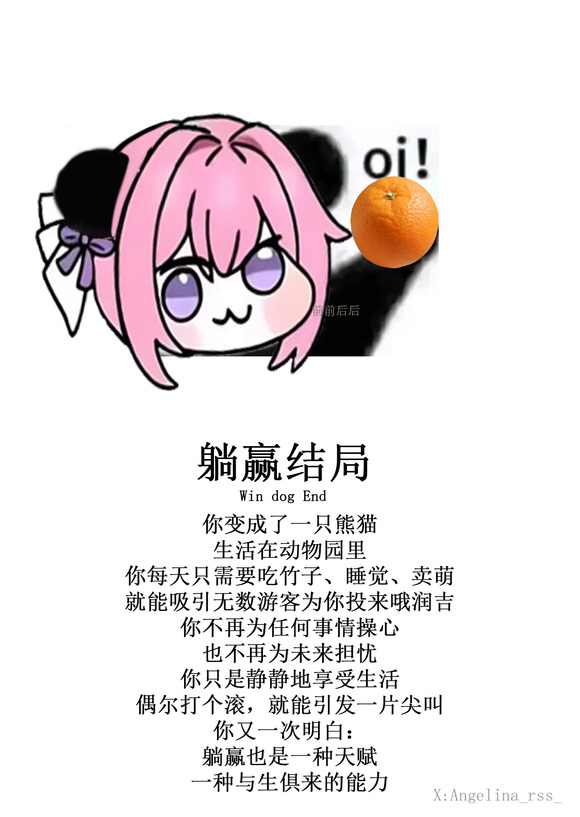 oi!
前后后
躺赢结局
Win dog End
你变成了一只熊猫
生活在动物园里
你每天只需要吃竹子、睡觉、卖萌
就能吸引无数游客为你投来哦润吉
你不再为任何事情操心
也不再为未来担忧
你只是静静地享受生活
偶尔打个滚，就能引发一片尖叫
你又一次明白：
躺赢也是一种天赋
一种与生俱来的能力
X:Angelina_rss_